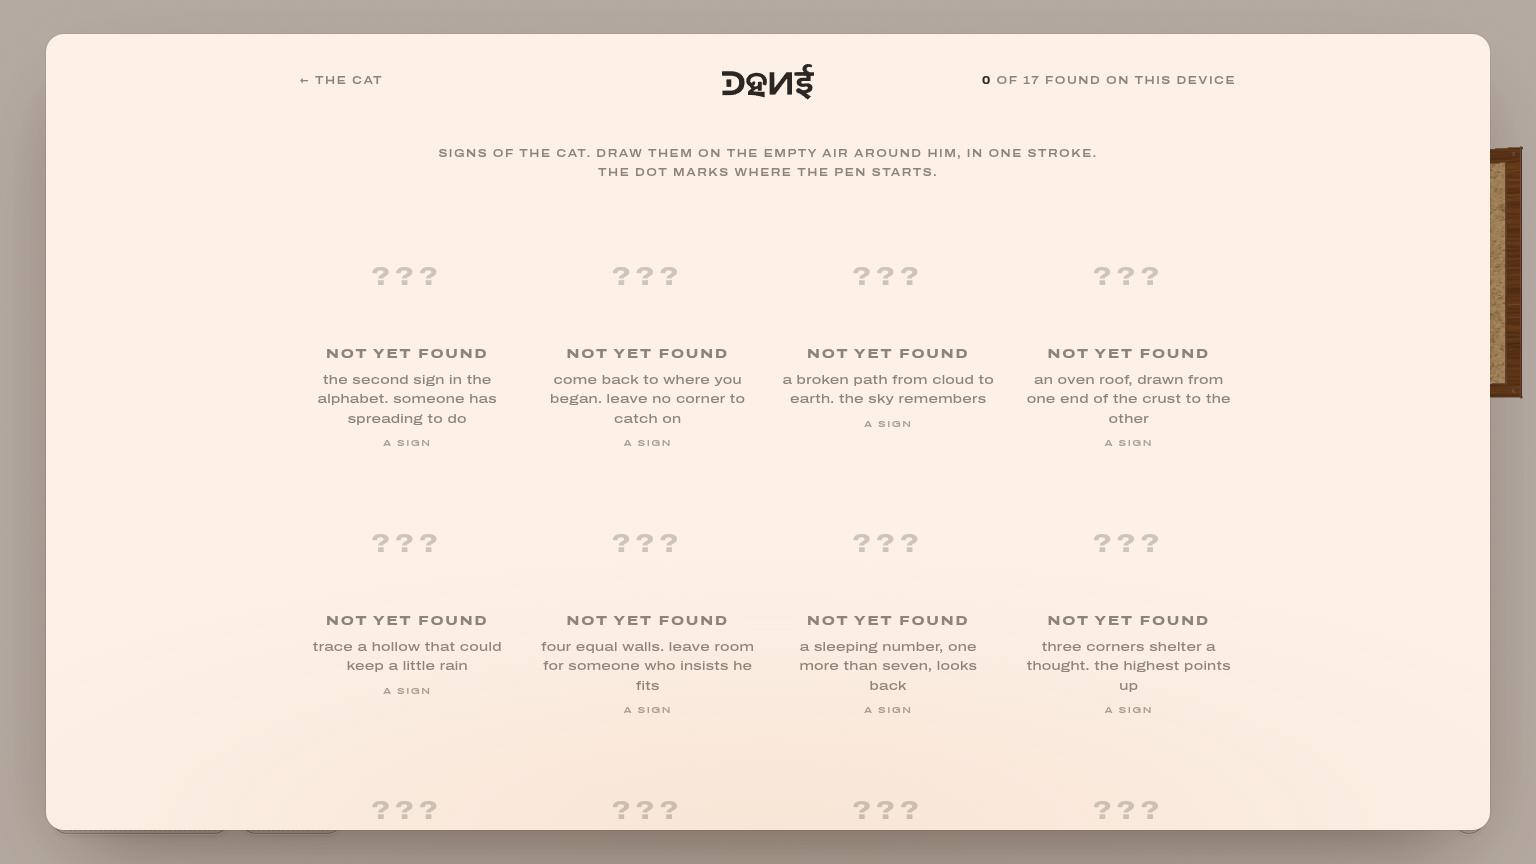 ← THE CAT
DहNई
0 OF 17 FOUND ON THIS DEVICE
SIGNS OF THE CAT. DRAW THEM ON THE EMPTY AIR AROUND HIM, IN ONE STROKE.
THE DOT MARKS WHERE THE PEN STARTS.
???
NOT YET FOUND
the second sign in the
alphabet. someone has
spreading to do
A SIGN
???
NOT YET FOUND
come back to where you
began. leave no corner to
catch on
A SIGN
???
NOT YET FOUND
a broken path from cloud to
earth. the sky remembers
A SIGN
???
NOT YET FOUND
an oven roof, drawn from
one end of the crust to the
other
A SIGN
???
NOT YET FOUND
trace a hollow that could
keep a little rain
A SIGN
???
NOT YET FOUND
four equal walls. leave room
for someone who insists he
fits
A SIGN
???
NOT YET FOUND
a sleeping number, one
more than seven, looks
back
A SIGN
???
NOT YET FOUND
three corners shelter a
thought. the highest points
up
A SIGN
???
???
???
???